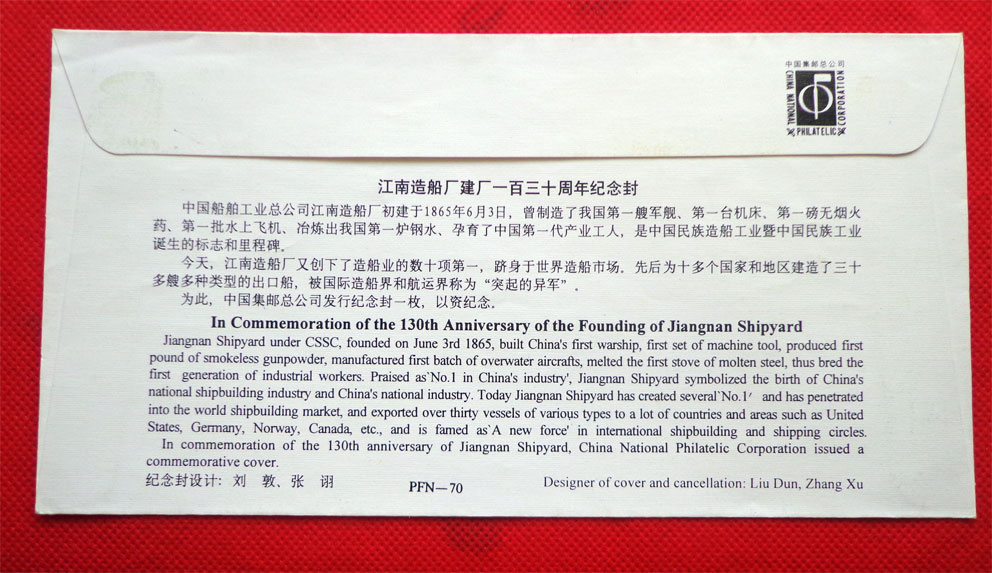 中国集邮总公司
CHINA NATIONAL
PHILATELIC
CORPORATION
江南造船厂建厂一百三十周年纪念封
中国船舶工业总公司江南造船厂初建于1865年6月3日，曾制造了我国第一艘军舰、第一台机床、第一磅无烟火
药、第一批水上飞机、冶炼出我国第一炉钢水、孕育了中国第一代产业工人，是中国民族造船工业暨中国民族工业
诞生的标志和里程碑。
今天，江南造船厂又创下了造船业的数十项第一，跻身于世界造船市场。先后为十多个国家和地区建造了三十
多艘多种类型的出口船，被国际造船界和航运界称为“突起的异军”。
为此，中国集邮总公司发行纪念封一枚，以资纪念。
In Commemoration of the 130th Anniversary of the Founding of Jiangnan Shipyard
Jiangnan Shipyard under CSSC, founded on June 3rd 1865, built China's first warship, first set of machine tool, produced first
pound of smokeless gunpowder, manufactured first batch of overwater aircrafts, melted the first stove of molten steel, thus bred the
first generation of industrial workers. Praised as`No.1 in China's industry', Jiangnan Shipyard symbolized the birth of China's
national shipbuilding industry and China's national industry. Today Jiangnan Shipyard has created several`No.1' and has penetrated
into the world shipbuilding market, and exported over thirty vessels of various types to a lot of countries and areas such as United
States, Germany, Norway, Canada, etc., and is famed as`A new force' in international shipbuilding and shipping circles.
In commemoration of the 130th anniversary of Jiangnan Shipyard, China National Philatelic Corporation issued a
commemorative cover.
纪念封设计：刘 敦、张 诩
PFN—70
Designer of cover and cancellation: Liu Dun, Zhang Xu